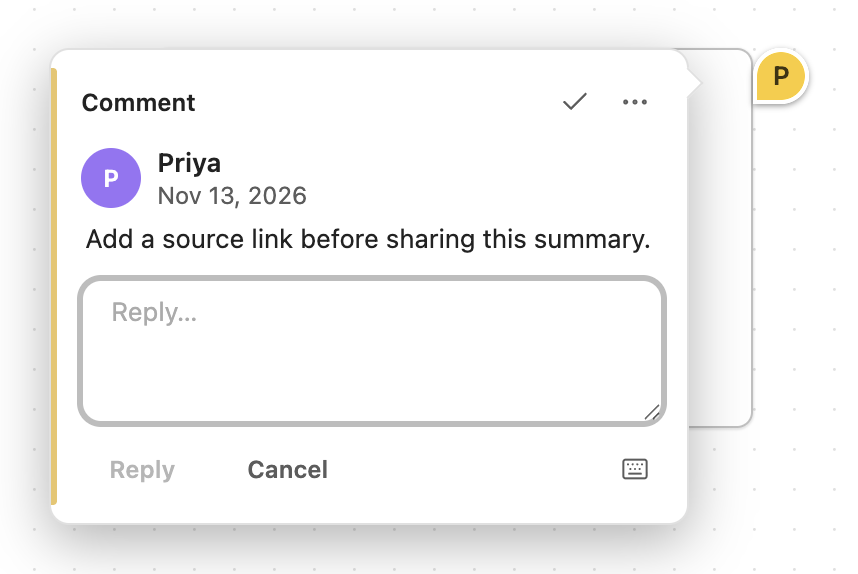 Comment
P
P
Priya
Nov 13, 2026
Add a source link before sharing this summary.
Reply...
Reply
Cancel